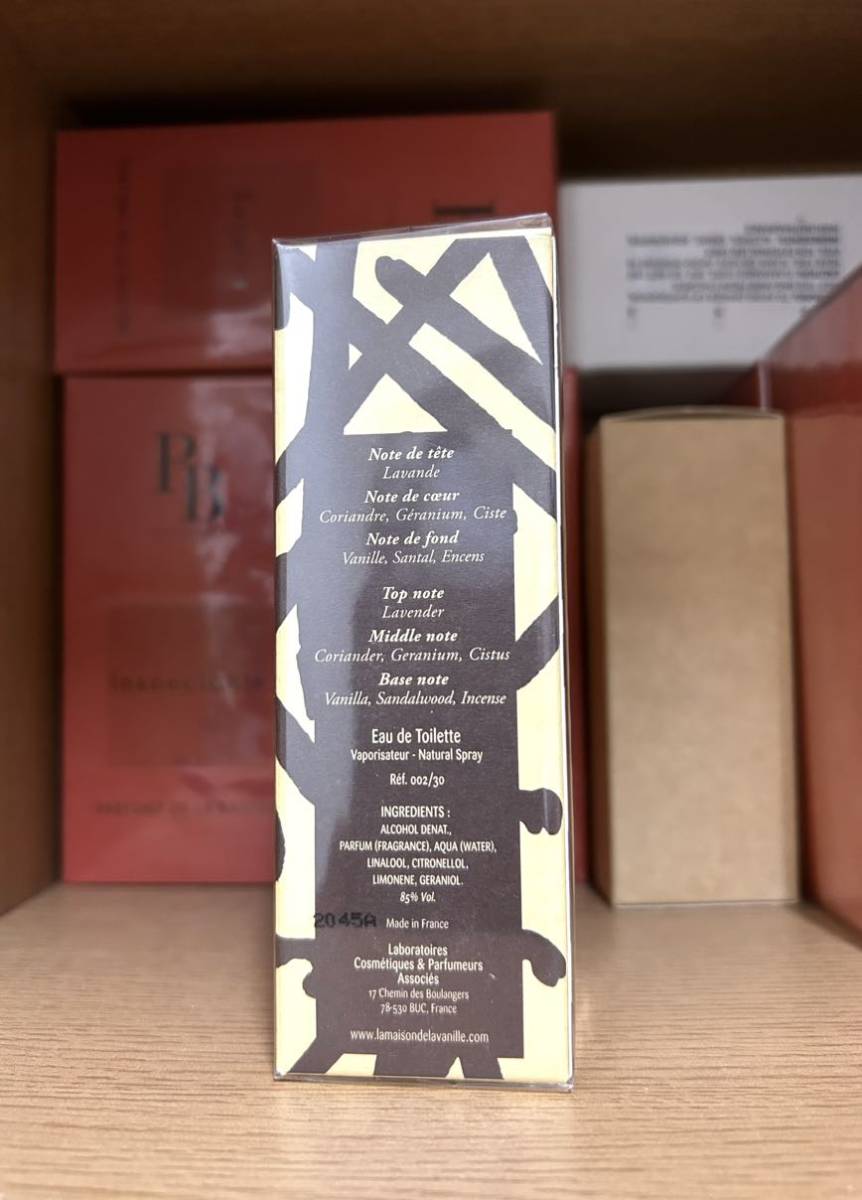 PB
Note de tête
Lavande
Note de cœur
Coriandre, Géranium, Ciste
Note de fond
Vanille, Santal, Encens
Top note
Lavender
Middle note
Coriander, Geranium, Cistus
Base note
Vanilla, Sandalwood, Incense
Eau de Toilette
Vaporisateur - Natural Spray
Réf. 002/30
INGREDIENTS :
ALCOHOL DENAT.,
PARFUM (FRAGRANCE), AQUA (WATER),
LINALOOL, CITRONELLOL,
LIMONENE, GERANIOL.
85% Vol.
2045A Made in France
Laboratoires
Cosmétiques & Parfumeurs
Associés
17 Chemin des Boulangers
78-530 BUC, France
www.lamaisondelavanille.com